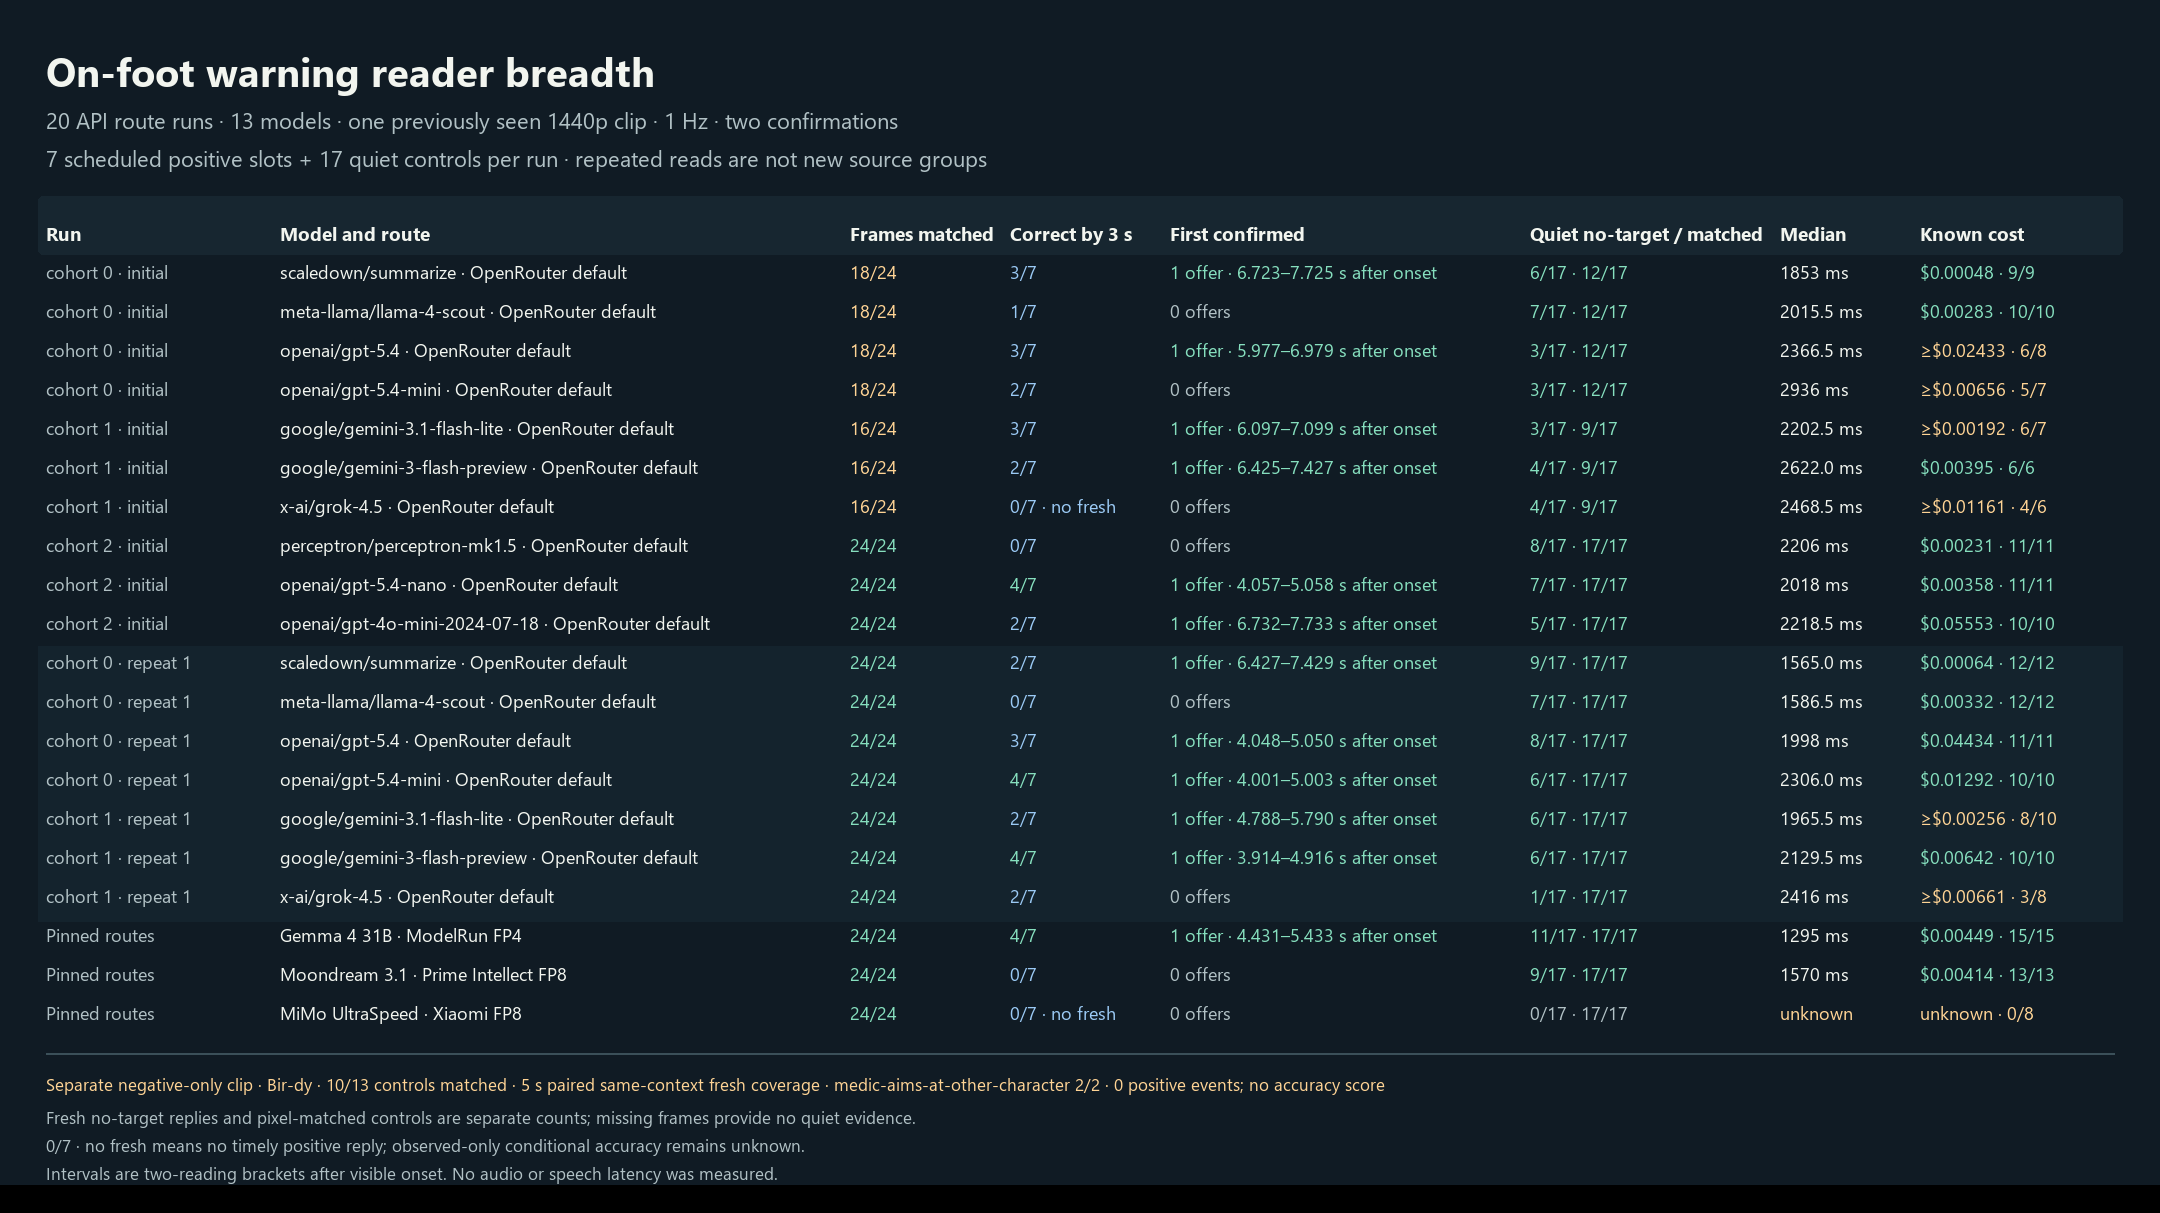 On-foot warning reader breadth
20 API route runs · 13 models · one previously seen 1440p clip · 1 Hz · two confirmations
7 scheduled positive slots + 17 quiet controls per run · repeated reads are not new source groups
Run Model and route Frames matched Correct by 3 s First confirmed Quiet no-target / matched Median Known cost
cohort 0 · initial scaledown/summarize · OpenRouter default 18/24 3/7 1 offer · 6.723–7.725 s after onset 6/17 · 12/17 1853 ms $0.00048 · 9/9
cohort 0 · initial meta-llama/llama-4-scout · OpenRouter default 18/24 1/7 0 offers 7/17 · 12/17 2015.5 ms $0.00283 · 10/10
cohort 0 · initial openai/gpt-5.4 · OpenRouter default 18/24 3/7 1 offer · 5.977–6.979 s after onset 3/17 · 12/17 2366.5 ms ≥$0.02433 · 6/8
cohort 0 · initial openai/gpt-5.4-mini · OpenRouter default 18/24 2/7 0 offers 3/17 · 12/17 2936 ms ≥$0.00656 · 5/7
cohort 1 · initial google/gemini-3.1-flash-lite · OpenRouter default 16/24 3/7 1 offer · 6.097–7.099 s after onset 3/17 · 9/17 2202.5 ms ≥$0.00192 · 6/7
cohort 1 · initial google/gemini-3-flash-preview · OpenRouter default 16/24 2/7 1 offer · 6.425–7.427 s after onset 4/17 · 9/17 2622.0 ms $0.00395 · 6/6
cohort 1 · initial x-ai/grok-4.5 · OpenRouter default 16/24 0/7 · no fresh 0 offers 4/17 · 9/17 2468.5 ms ≥$0.01161 · 4/6
cohort 2 · initial perceptron/perceptron-mk1.5 · OpenRouter default 24/24 0/7 0 offers 8/17 · 17/17 2206 ms $0.00231 · 11/11
cohort 2 · initial openai/gpt-5.4-nano · OpenRouter default 24/24 4/7 1 offer · 4.057–5.058 s after onset 7/17 · 17/17 2018 ms $0.00358 · 11/11
cohort 2 · initial openai/gpt-4o-mini-2024-07-18 · OpenRouter default 24/24 2/7 1 offer · 6.732–7.733 s after onset 5/17 · 17/17 2218.5 ms $0.05553 · 10/10
cohort 0 · repeat 1 scaledown/summarize · OpenRouter default 24/24 2/7 1 offer · 6.427–7.429 s after onset 9/17 · 17/17 1565.0 ms $0.00064 · 12/12
cohort 0 · repeat 1 meta-llama/llama-4-scout · OpenRouter default 24/24 0/7 0 offers 7/17 · 17/17 1586.5 ms $0.00332 · 12/12
cohort 0 · repeat 1 openai/gpt-5.4 · OpenRouter default 24/24 3/7 1 offer · 4.048–5.050 s after onset 8/17 · 17/17 1998 ms $0.04434 · 11/11
cohort 0 · repeat 1 openai/gpt-5.4-mini · OpenRouter default 24/24 4/7 1 offer · 4.001–5.003 s after onset 6/17 · 17/17 2306.0 ms $0.01292 · 10/10
cohort 1 · repeat 1 google/gemini-3.1-flash-lite · OpenRouter default 24/24 2/7 1 offer · 4.788–5.790 s after onset 6/17 · 17/17 1965.5 ms ≥$0.00256 · 8/10
cohort 1 · repeat 1 google/gemini-3-flash-preview · OpenRouter default 24/24 4/7 1 offer · 3.914–4.916 s after onset 6/17 · 17/17 2129.5 ms $0.00642 · 10/10
cohort 1 · repeat 1 x-ai/grok-4.5 · OpenRouter default 24/24 2/7 0 offers 1/17 · 17/17 2416 ms ≥$0.00661 · 3/8
Pinned routes Gemma 4 31B · ModelRun FP4 24/24 4/7 1 offer · 4.431–5.433 s after onset 11/17 · 17/17 1295 ms $0.00449 · 15/15
Pinned routes Moondream 3.1 · Prime Intellect FP8 24/24 0/7 0 offers 9/17 · 17/17 1570 ms $0.00414 · 13/13
Pinned routes MiMo UltraSpeed · Xiaomi FP8 24/24 0/7 · no fresh 0 offers 0/17 · 17/17 unknown unknown · 0/8
Separate negative-only clip · Bir-dy · 10/13 controls matched · 5 s paired same-context fresh coverage · medic-aims-at-other-character 2/2 · 0 positive events; no accuracy score
Fresh no-target replies and pixel-matched controls are separate counts; missing frames provide no quiet evidence.
0/7 · no fresh means no timely positive reply; observed-only conditional accuracy remains unknown.
Intervals are two-reading brackets after visible onset. No audio or speech latency was measured.